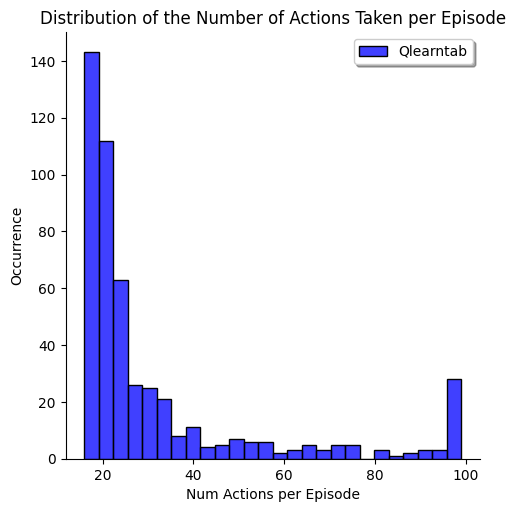 Distribution of the Number of Actions Taken per Episode
Qlearntab
140
120
100
80
60
40
20
0
Occurrence
20 40 60 80 100
Num Actions per Episode